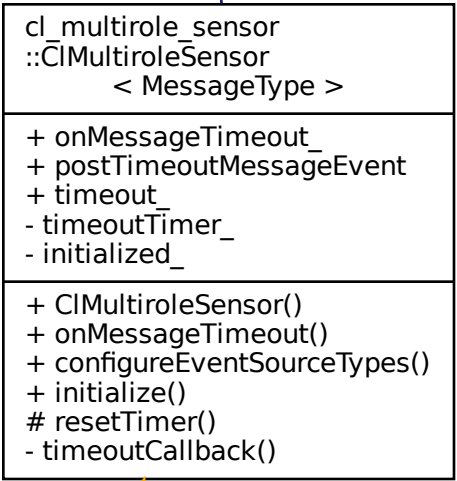 cl_multirole_sensor
::ClMultiroleSensor
< MessageType >
+ onMessageTimeout_
+ postTimeoutMessageEvent
+ timeout_
- timeoutTimer_
- initialized_
+ ClMultiroleSensor()
+ onMessageTimeout()
+ configureEventSourceTypes()
+ initialize()
# resetTimer()
- timeoutCallback()